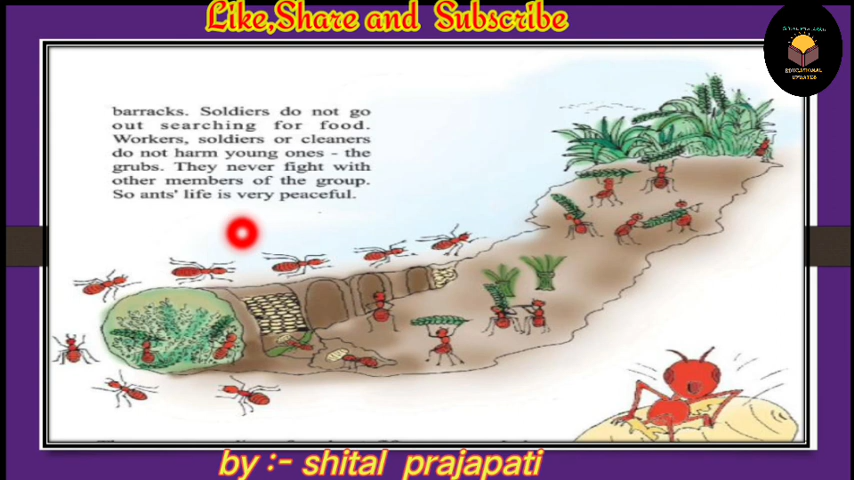 Like,Share and Subscribe
EDUCATIONAL
UPDATES
barracks. Soldiers do not go
out searching for food.
Workers, soldiers or cleaners
do not harm young ones - the
grubs. They never fight with
other members of the group.
So ants' life is very peaceful.
by :- shital prajapati